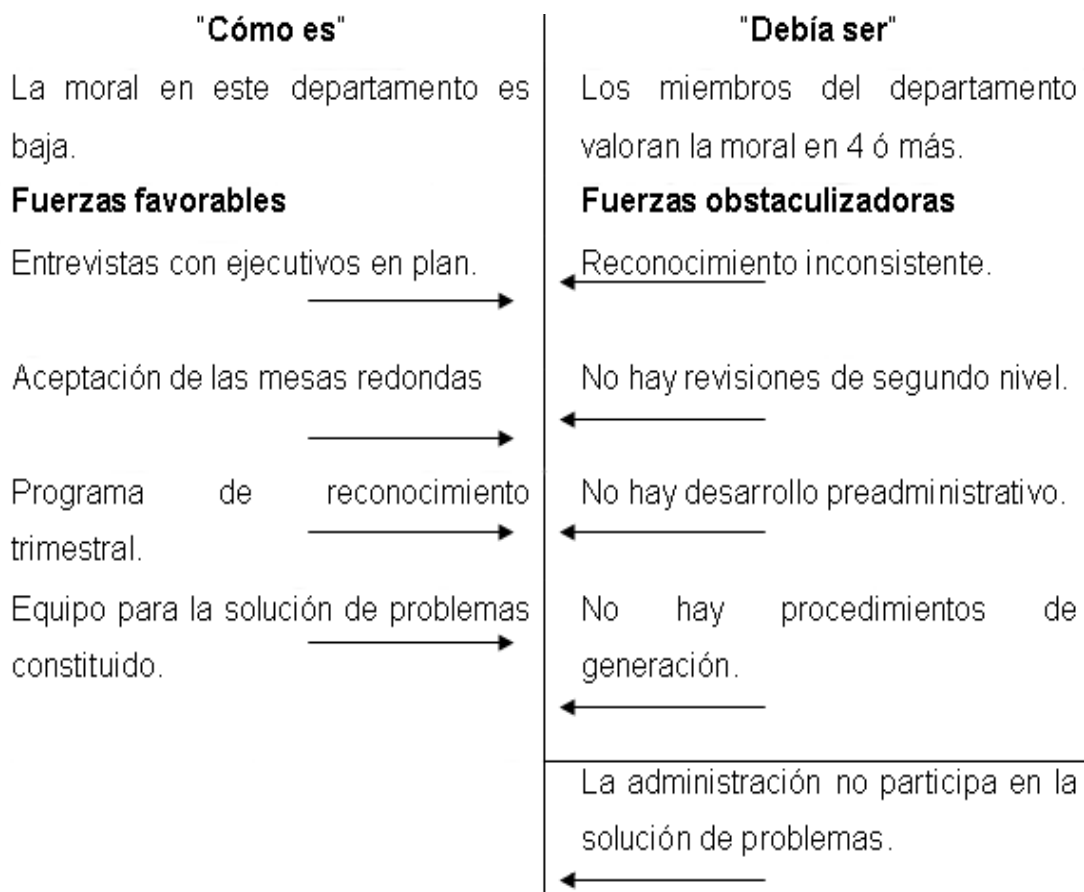 "Cómo es"
La moral en este departamento es
baja.
Fuerzas favorables
Entrevistas con ejecutivos en plan.
Aceptación de las mesas redondas
Programa de reconocimiento
trimestral.
Equipo para la solución de problemas
constituido.
"Debía ser"
Los miembros del departamento
valoran la moral en 4 ó más.
Fuerzas obstaculizadoras
Reconocimiento inconsistente.
No hay revisiones de segundo nivel.
No hay desarrollo preadministrativo.
No hay procedimientos de
generación.
La administración no participa en la
solución de problemas.